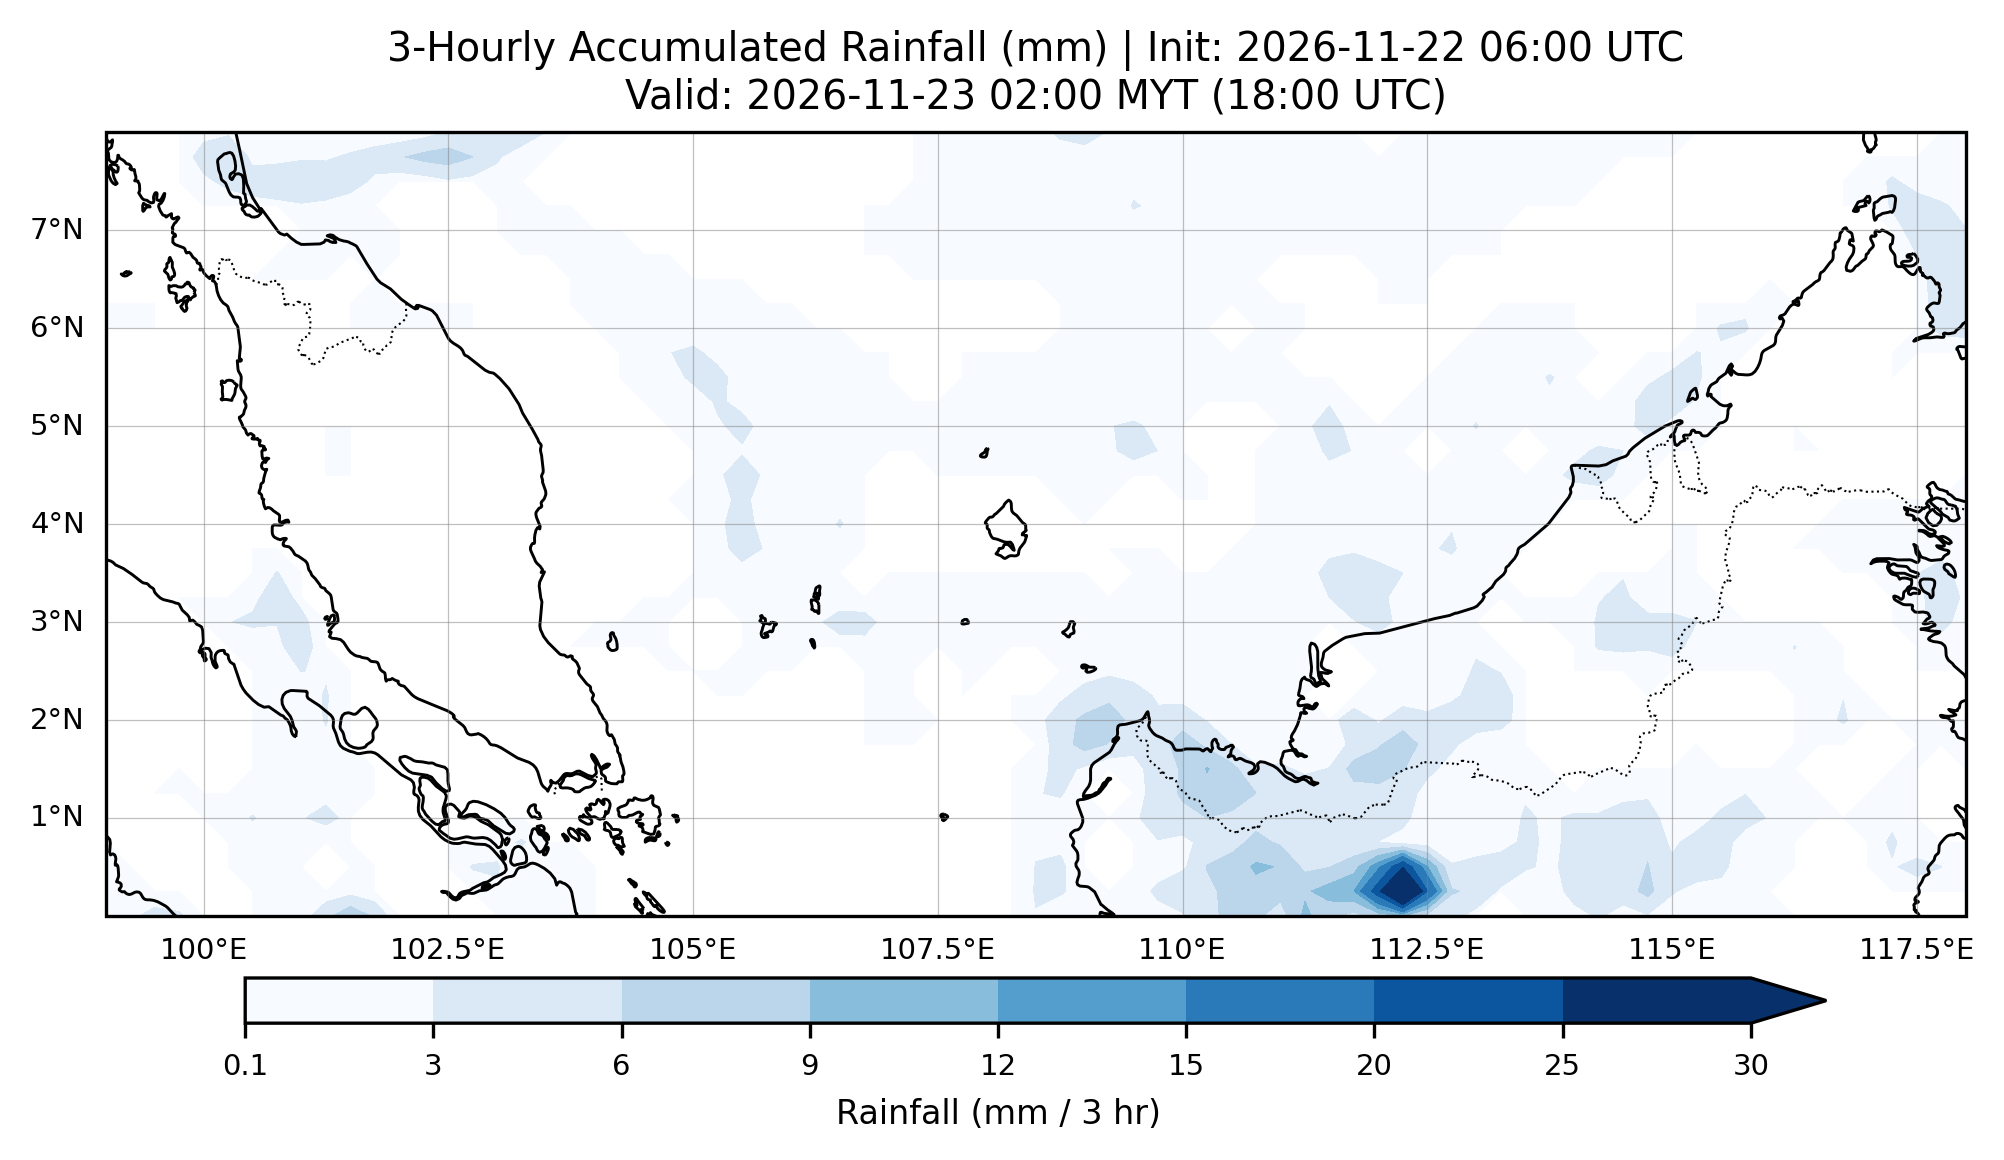 3-Hourly Accumulated Rainfall (mm) | Init: 2026-11-22 06:00 UTC
Valid: 2026-11-23 02:00 MYT (18:00 UTC)
7°N
6°N
5°N
4°N
3°N
2°N
1°N
100°E 102.5°E 105°E 107.5°E 110°E 112.5°E 115°E 117.5°E
0.1 3 6 9 12 15 20 25 30
Rainfall (mm / 3 hr)